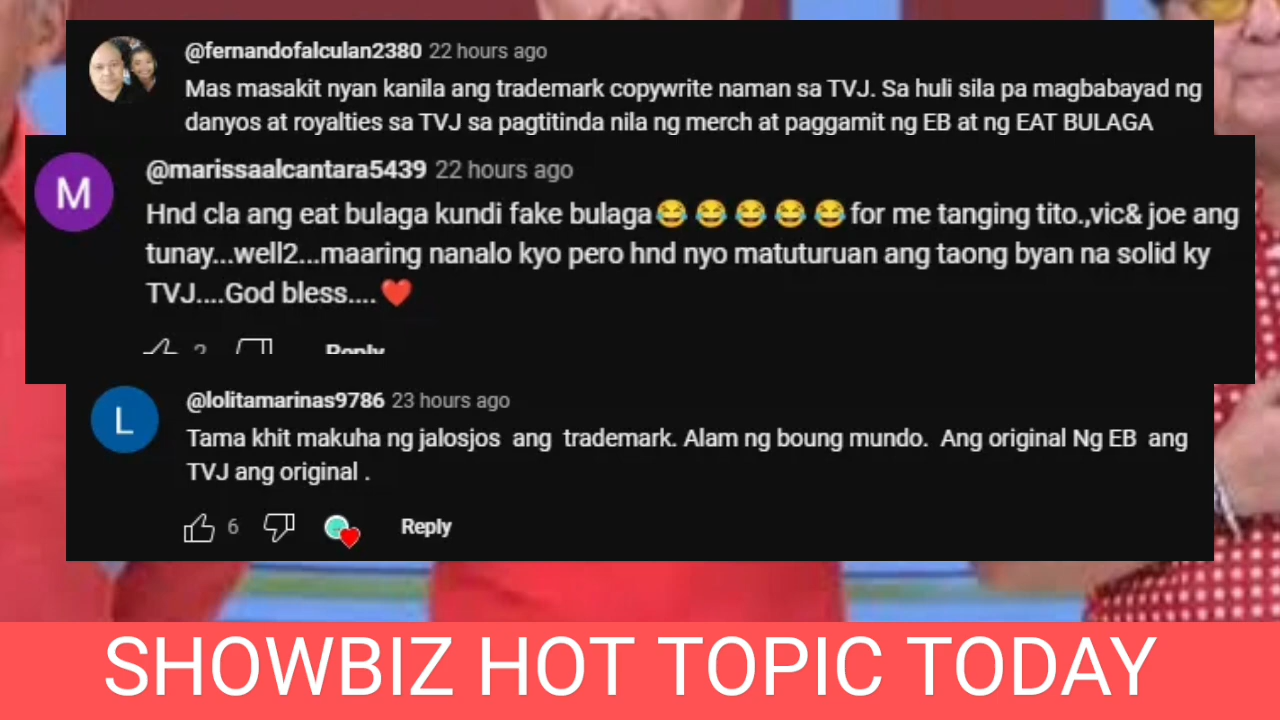 @fernandofalculan2380 22 hours ago
Mas masakit nyan kanila ang trademark copywrite naman sa TVJ. Sa huli sila pa magbabayad ng
danyos at royalties sa TVJ sa pagtitinda nila ng merch at paggamit ng EB at ng EAT BULAGA
M
@marissaalcantara5439 22 hours ago
Hnd cla ang eat bulaga kundi fake bulaga😂 😂 😂 😂 😂 for me tanging tito.,vic& joe ang
tunay...well2...maaring nanalo kyo pero hnd nyo matuturuan ang taong byan na solid ky
TVJ....God bless....❤️
2 Reply
L
@lolitamarinas9786 23 hours ago
Tama khit makuha ng jalosjos ang trademark. Alam ng boung mundo. Ang original Ng EB ang
TVJ ang original .
6 Reply
SHOWBIZ HOT TOPIC TODAY